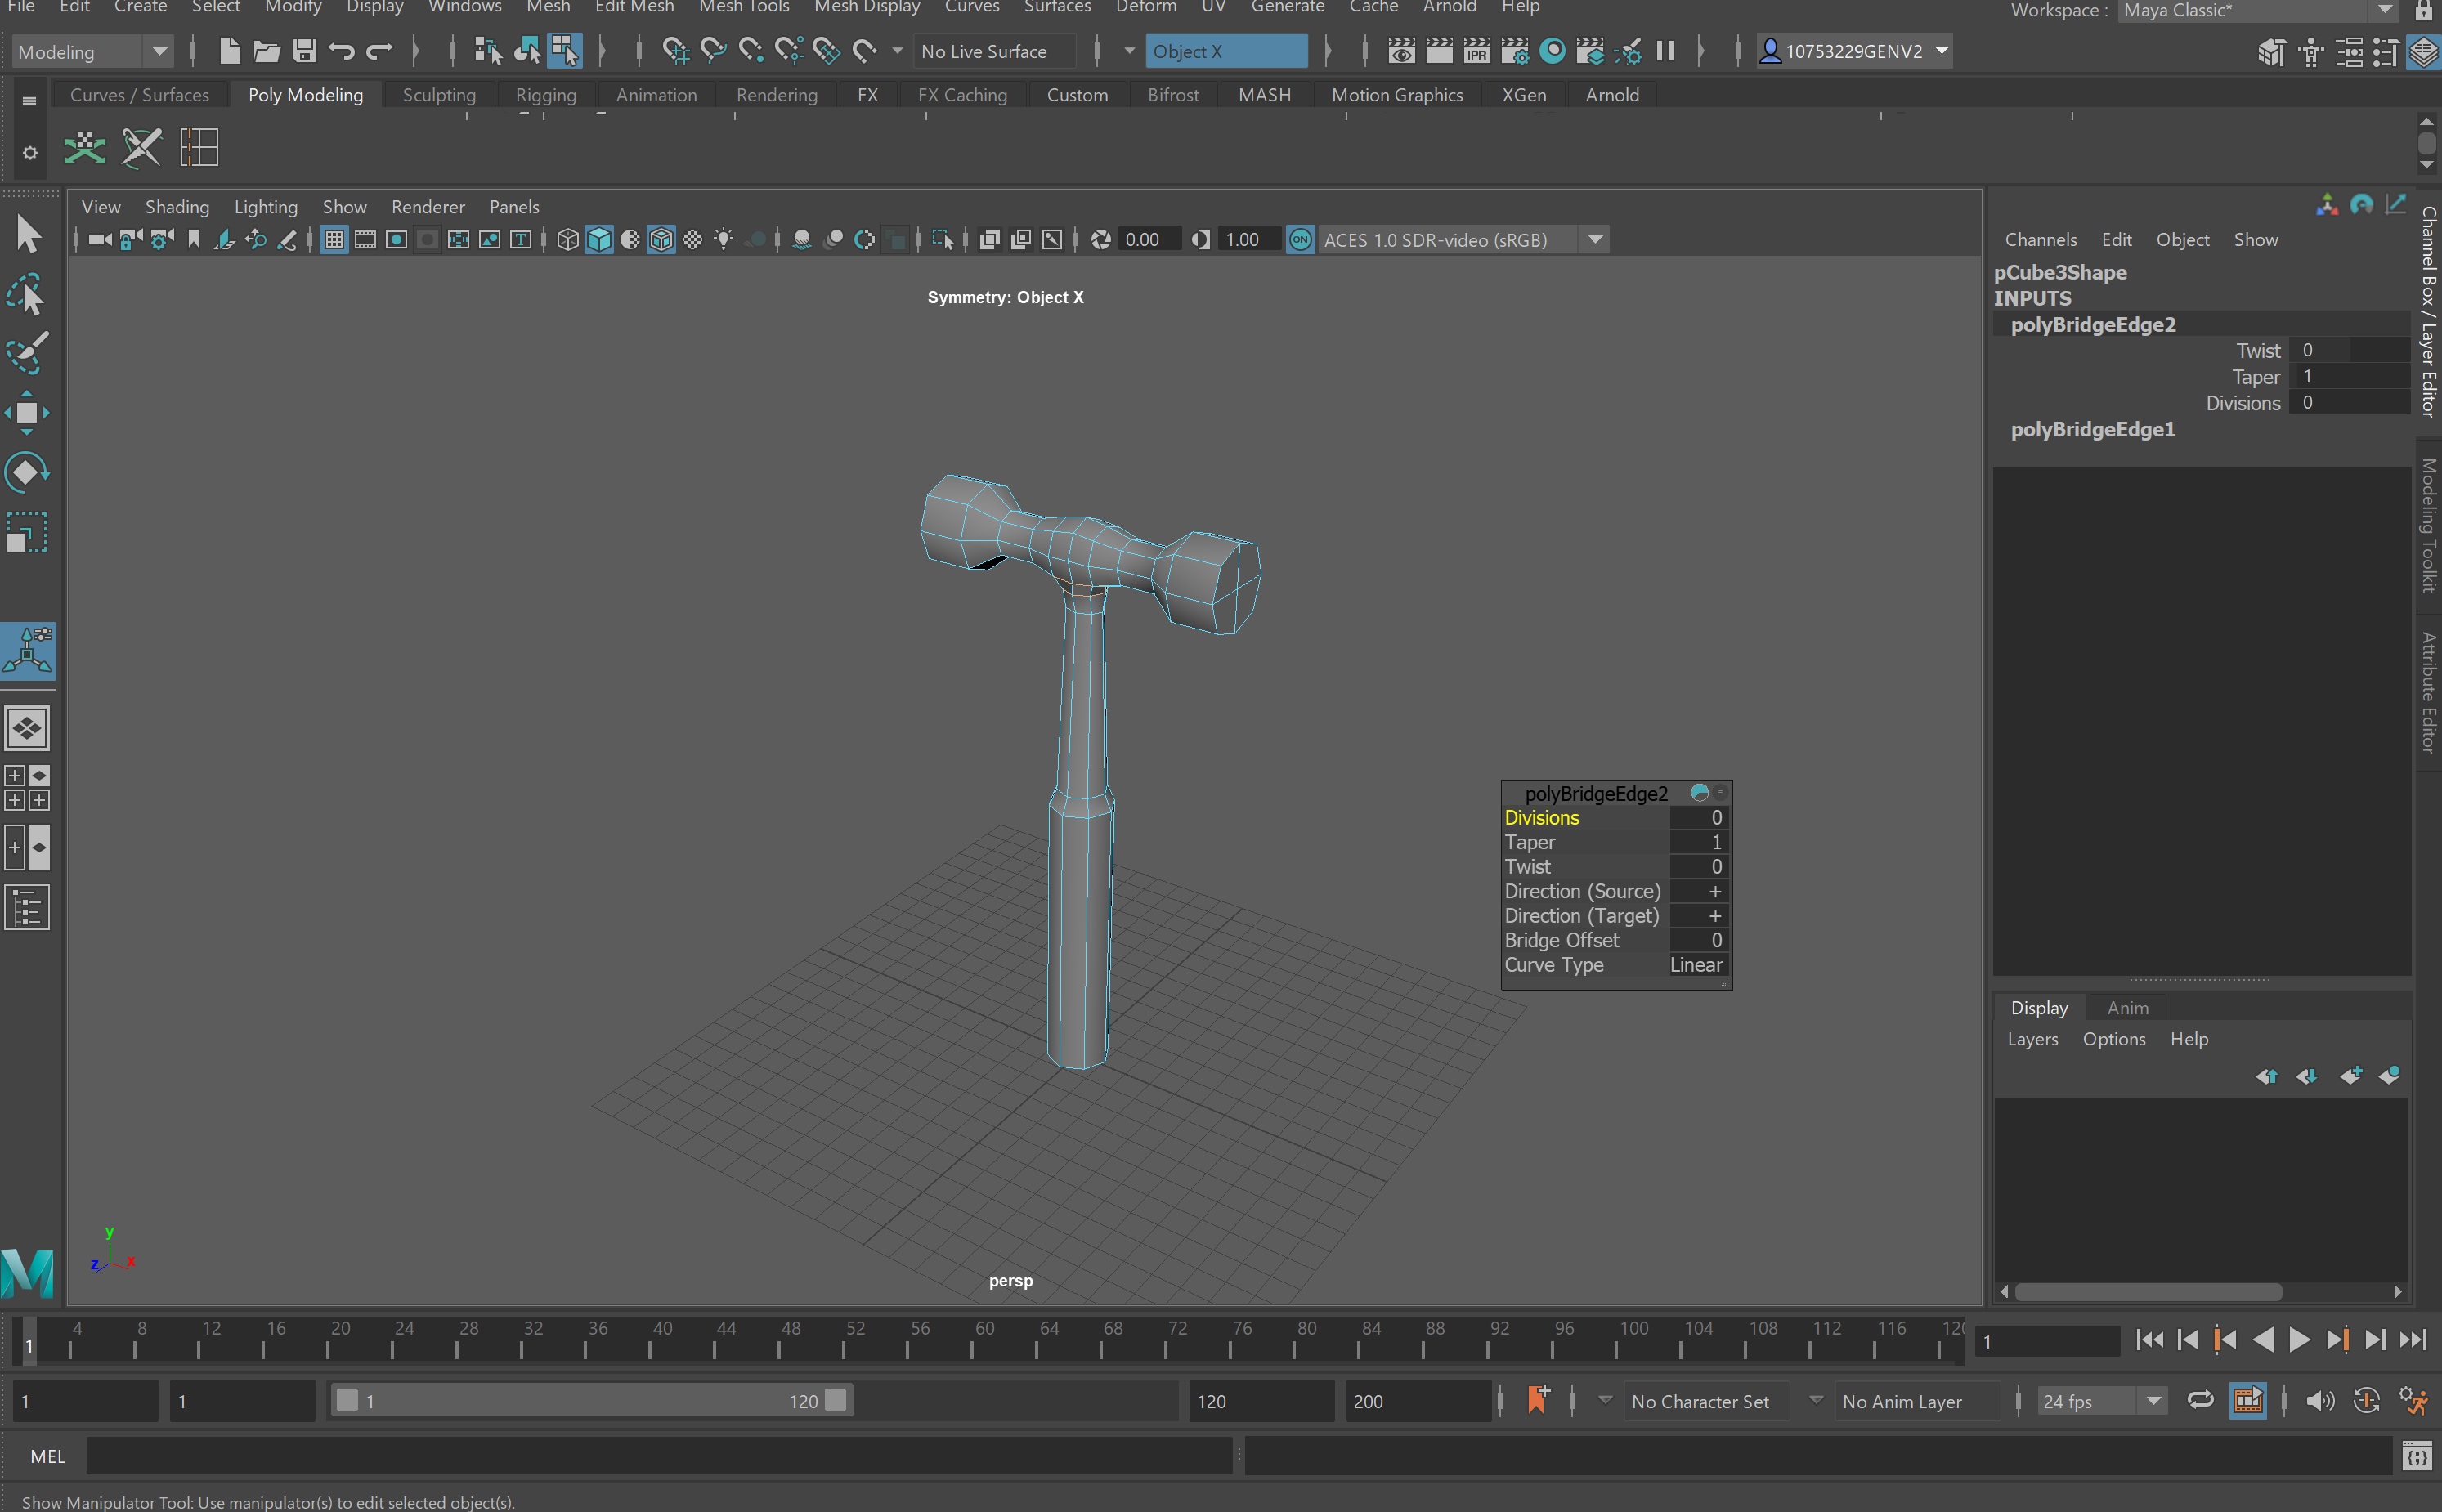 File Edit Create Select Modify Display Windows Mesh Edit Mesh Mesh Tools Mesh Display Curves Surfaces Deform UV Generate Cache Arnold Help Workspace : Maya Classic*
Modeling No Live Surface Object X IPR 10753229GENV2
Curves / Surfaces Poly Modeling Sculpting Rigging Animation Rendering FX FX Caching Custom Bifrost MASH Motion Graphics XGen Arnold
View Shading Lighting Show Renderer Panels
T 0.00 1.00 ON ACES 1.0 SDR-video (sRGB)
Symmetry: Object X
polyBridgeEdge2
Divisions 0
Taper 1
Twist 0
Direction (Source) +
Direction (Target) +
Bridge Offset 0
Curve Type Linear
y
z x
persp
Channels Edit Object Show
pCube3Shape
INPUTS
polyBridgeEdge2
Twist 0
Taper 1
Divisions 0
polyBridgeEdge1
Channel Box / Layer Editor
Modeling Toolkit
Attribute Editor
Display Anim
Layers Options Help
1 4 8 12 16 20 24 28 32 36 40 44 48 52 56 60 64 68 72 76 80 84 88 92 96 100 104 108 112 116 120 1
1 1 1 120 120 200 No Character Set No Anim Layer 24 fps
MEL
Show Manipulator Tool: Use manipulator(s) to edit selected object(s).